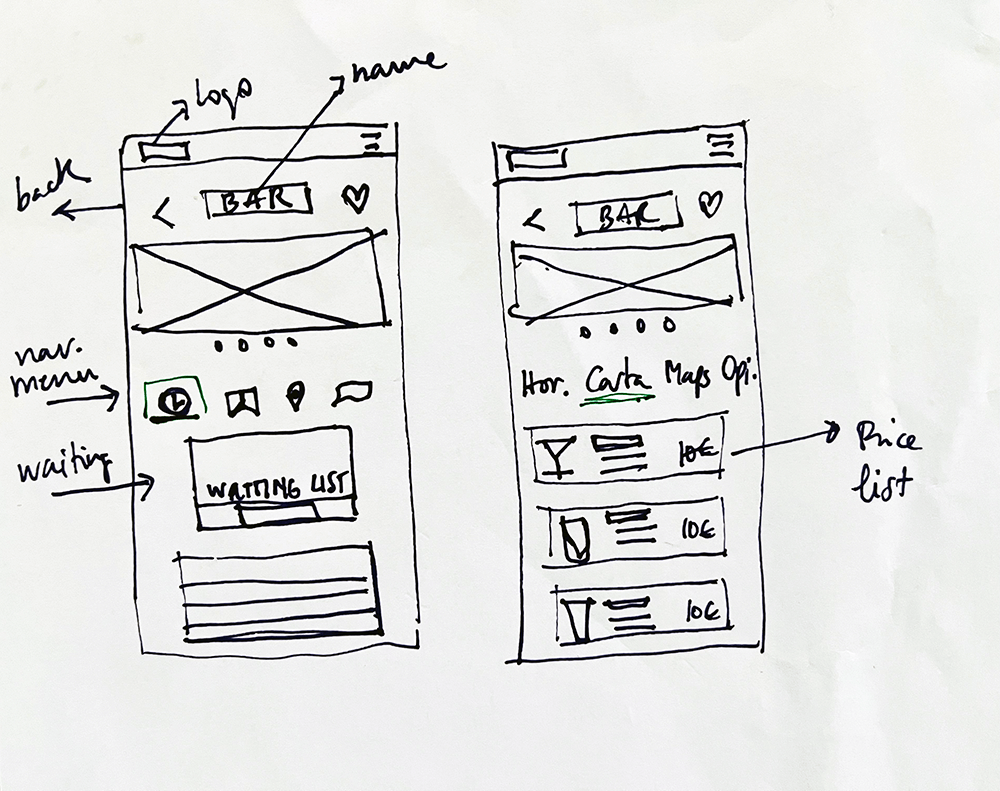 logo
name
back
BAR
nav.
menu
waiting
WAITING LIST
BAR
Hor. Carta Maps Opi.
10€
10€
10€
Price
list